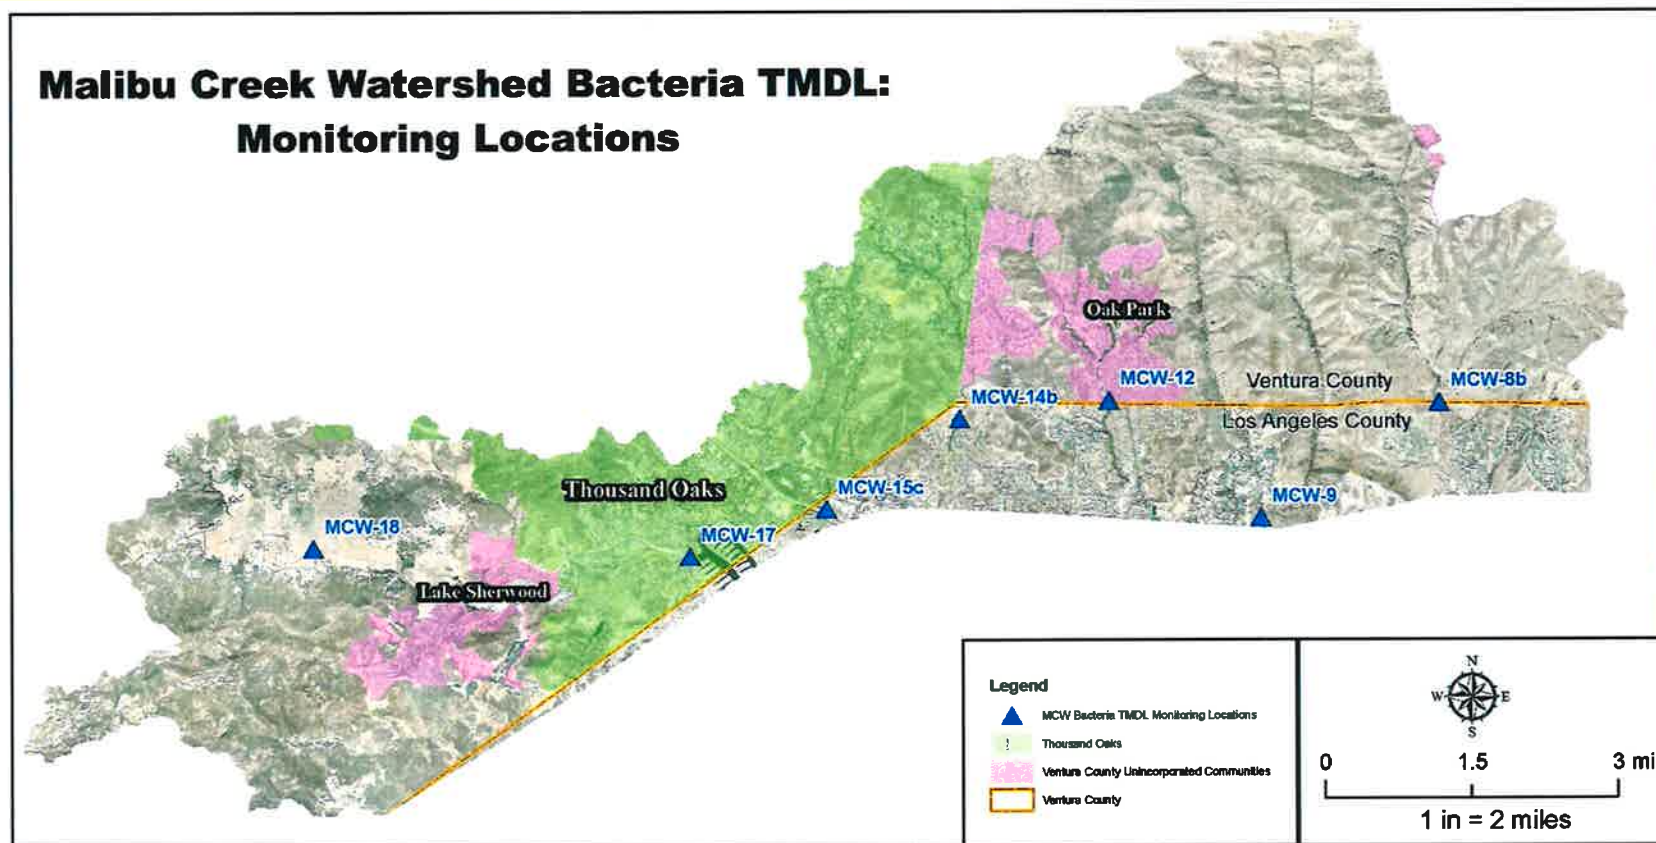 Malibu Creek Watershed Bacteria TMDL:
Monitoring Locations
Oak Park
MCW-12
Ventura County
MCW-8b
MCW-14b
Los Angeles County
Thousand Oaks
MCW-15c
MCW-9
MCW-18
MCW-17
Lake Sherwood
Legend
MCW Bacteria TMDL Monitoring Locations
Thousand Oaks
Ventura County Unincorporated Communities
Ventura County
N
W E
S
0 1.5 3 mi
1 in = 2 miles